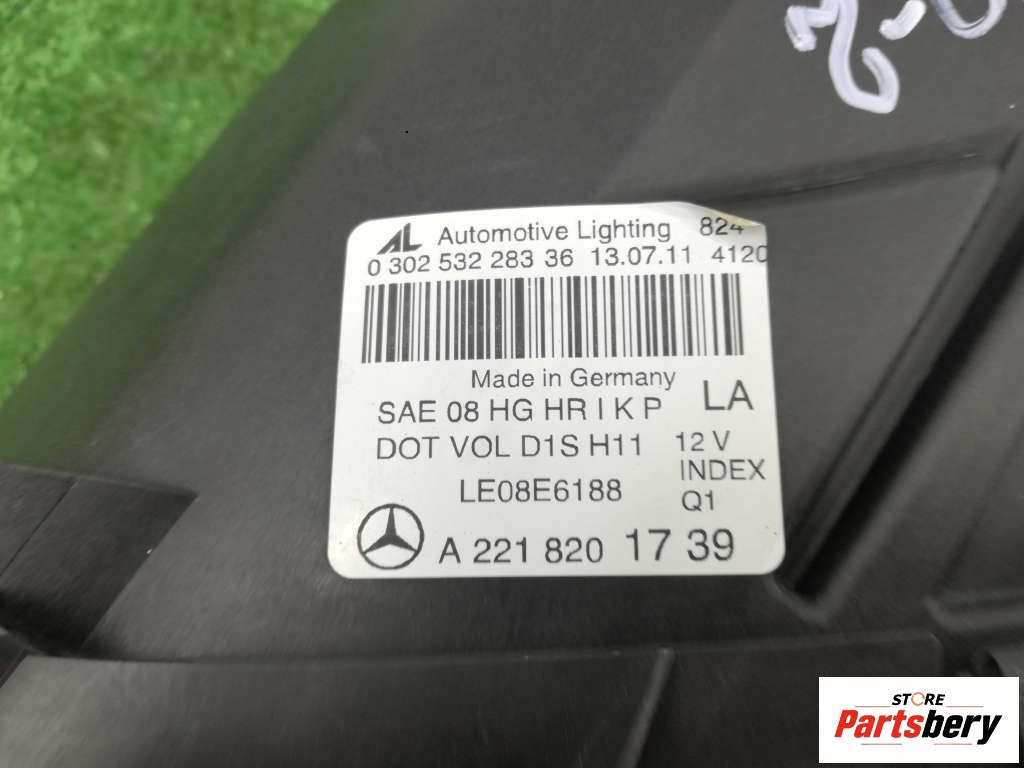 AL Automotive Lighting 824
0 302 532 283 36 13.07.11 4120
Made in Germany
LA
SAE 08 HG HR I K P
DOT VOL D1S H11 12 V
INDEX
LE08E6188 Q1
A 221 820 17 39
STORE
Partsbery